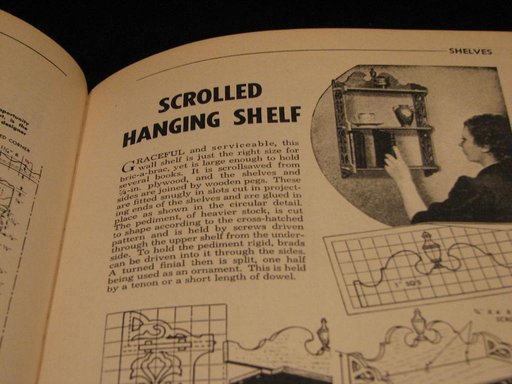 SHELVES
SCROLLED
HANGING SHELF
GRACEFUL and serviceable, this
wall shelf is just the right size for
bric-a-brac, yet is large enough to hold
several books. It is scrollsawed from
¼-in. plywood, and the shelves and
sides are joined by wooden pegs. These
are fitted snugly in slots cut in project-
ing ends of the shelves and are glued in
place as shown in the circular detail.
The pediment, of heavier stock, is cut
to shape according to the cross-hatched
pattern and is held by screws driven
through the upper shelf from the under-
side. To hold the pediment rigid, brads
can be driven into it through the sides.
A turned finial then is split, one half
being used as an ornament. This is held
by a tenon or a short length of dowel.
1" SQ'S